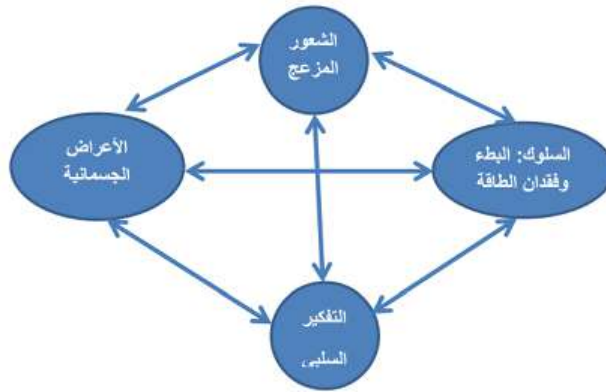 الشعور
المزعج
السلوك: البطء
وفقدان الطاقة
الأعراض
الجسمانية
التفكير
السلبي